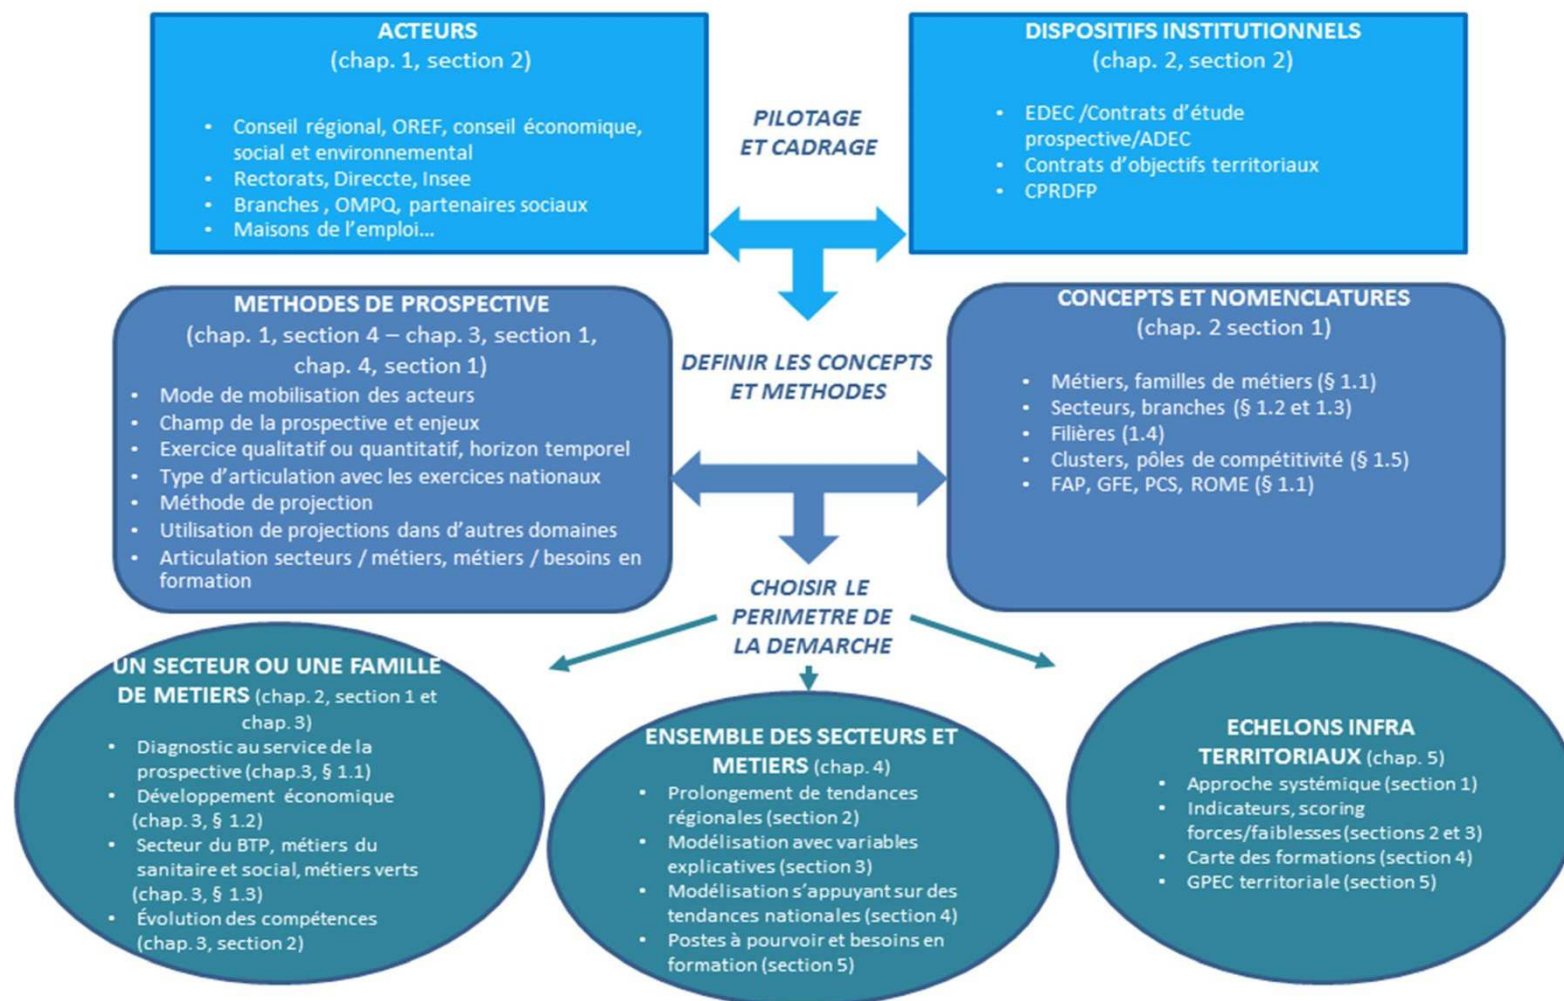 ACTEURS
(chap. 1, section 2)
• Conseil régional, OREF, conseil économique,
social et environnemental
• Rectorats, Direccte, Insee
• Branches , OMPQ, partenaires sociaux
• Maisons de l'emploi...
PILOTAGE
ET CADRAGE
DISPOSITIFS INSTITUTIONNELS
(chap. 2, section 2)
• EDEC /Contrats d'étude
prospective/ADEC
• Contrats d'objectifs territoriaux
• CPRDFP
METHODES DE PROSPECTIVE
(chap. 1, section 4 – chap. 3, section 1,
chap. 4, section 1)
• Mode de mobilisation des acteurs
• Champ de la prospective et enjeux
• Exercice qualitatif ou quantitatif, horizon temporel
• Type d'articulation avec les exercices nationaux
• Méthode de projection
• Utilisation de projections dans d'autres domaines
• Articulation secteurs / métiers, métiers / besoins en
formation
DEFINIR LES CONCEPTS
ET METHODES
CONCEPTS ET NOMENCLATURES
(chap. 2 section 1)
• Métiers, familles de métiers (§ 1.1)
• Secteurs, branches (§ 1.2 et 1.3)
• Filières (1.4)
• Clusters, pôles de compétitivité (§ 1.5)
• FAP, GFE, PCS, ROME (§ 1.1)
CHOISIR LE
PERIMETRE DE
LA DEMARCHE
UN SECTEUR OU UNE FAMILLE
DE METIERS (chap. 2, section 1 et
chap. 3)
• Diagnostic au service de la
prospective (chap.3, § 1.1)
• Développement économique
(chap. 3, § 1.2)
• Secteur du BTP, métiers du
sanitaire et social, métiers verts
(chap. 3, § 1.3)
• Évolution des compétences
(chap. 3, section 2)
ENSEMBLE DES SECTEURS ET
METIERS (chap. 4)
• Prolongement de tendances
régionales (section 2)
• Modélisation avec variables
explicatives (section 3)
• Modélisation s'appuyant sur des
tendances nationales (section 4)
• Postes à pourvoir et besoins en
formation (section 5)
ECHELONS INFRA
TERRITORIAUX (chap. 5)
• Approche systémique (section 1)
• Indicateurs, scoring
forces/faiblesses (sections 2 et 3)
• Carte des formations (section 4)
• GPEC territoriale (section 5)